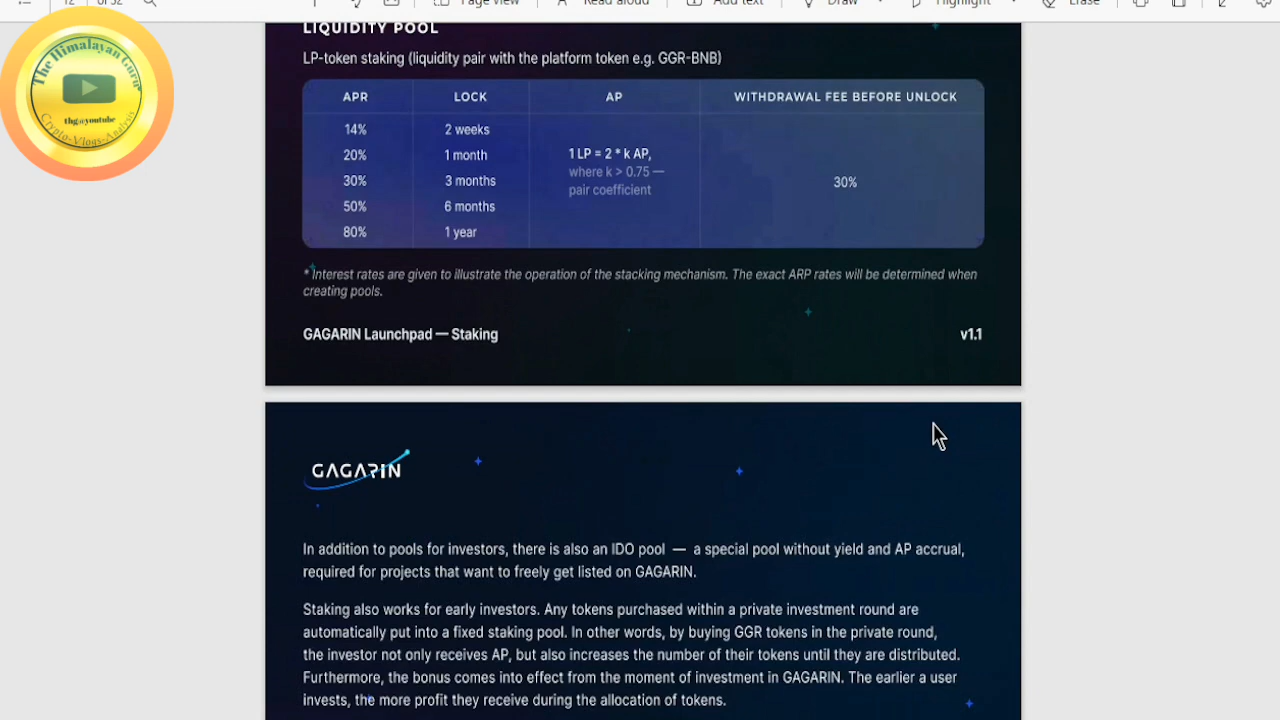 12 of 32 Page view Read aloud Add text Draw Highlight Erase
The Himalayan Guru
thg@youtube
Crypto-Vlogs-Analysis
LIQUIDITY POOL
LP-token staking (liquidity pair with the platform token e.g. GGR-BNB)
APR LOCK AP WITHDRAWAL FEE BEFORE UNLOCK
14% 2 weeks
20% 1 month
30% 3 months
50% 6 months
80% 1 year
1 LP = 2 * k AP,
where k > 0.75 —
pair coefficient
30%
* Interest rates are given to illustrate the operation of the stacking mechanism. The exact ARP rates will be determined when
creating pools.
GAGARIN Launchpad — Staking v1.1
GAGARIN
In addition to pools for investors, there is also an IDO pool — a special pool without yield and AP accrual,
required for projects that want to freely get listed on GAGARIN.
Staking also works for early investors. Any tokens purchased within a private investment round are
automatically put into a fixed staking pool. In other words, by buying GGR tokens in the private round,
the investor not only receives AP, but also increases the number of their tokens until they are distributed.
Furthermore, the bonus comes into effect from the moment of investment in GAGARIN. The earlier a user
invests, the more profit they receive during the allocation of tokens.